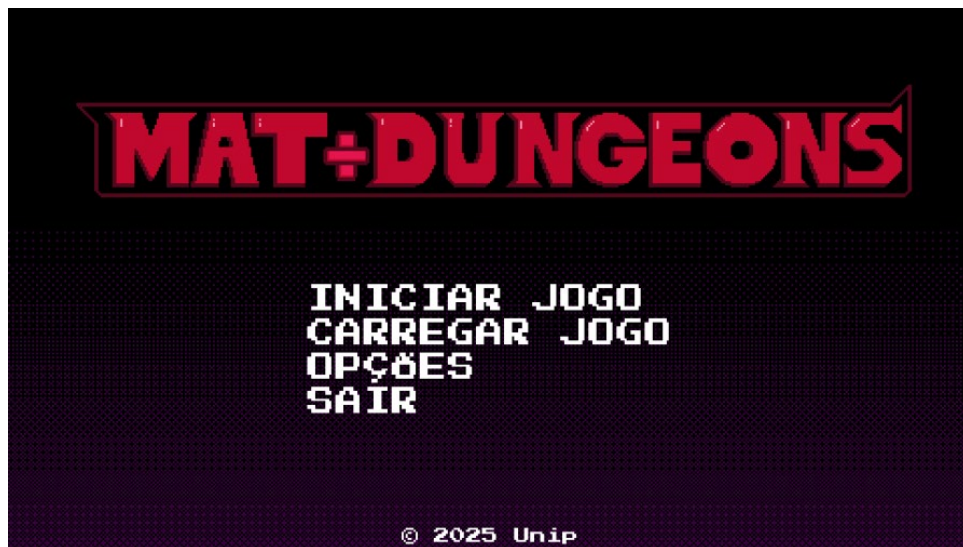 MAT÷DUNGEONS
INICIAR JOGO
CARREGAR JOGO
OPÇÕES
SAIR
© 2025 Unip